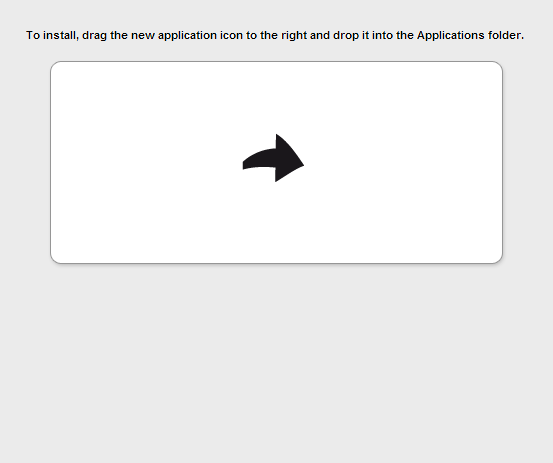 To install, drag the new application icon to the right and drop it into the Applications folder.